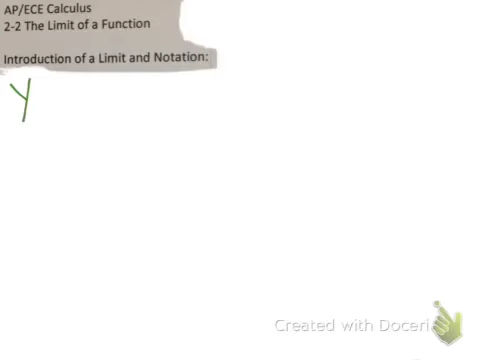 AP/ECE Calculus
2-2 The Limit of a Function
Introduction of a Limit and Notation:
Y
Created with Doceri